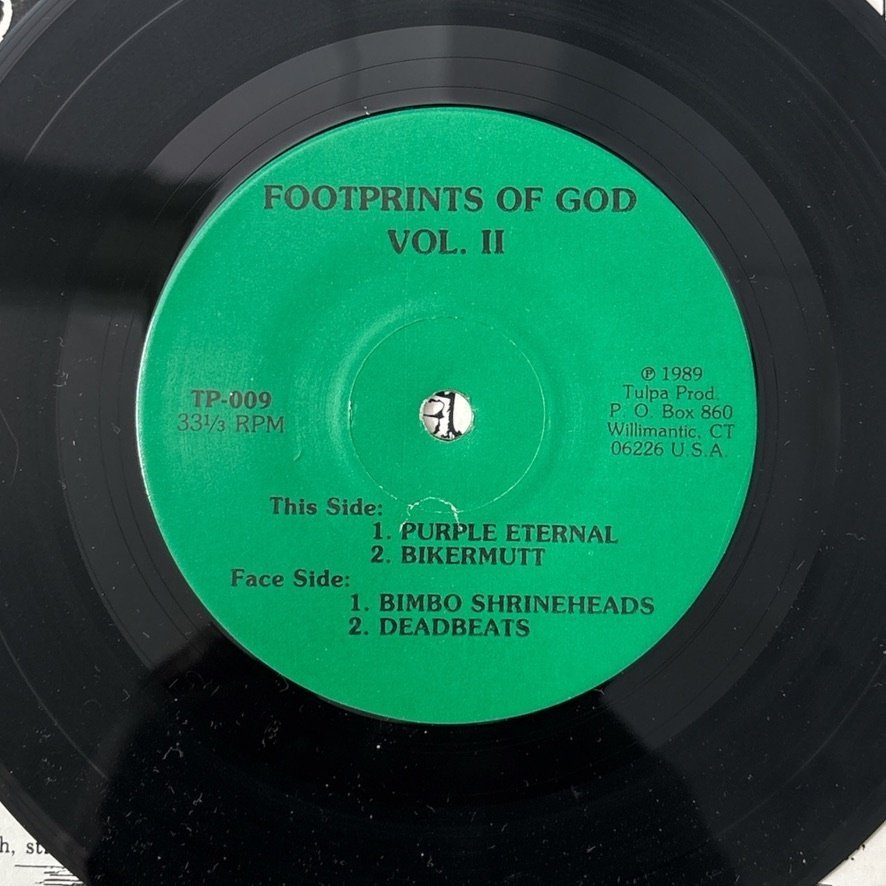 FOOTPRINTS OF GOD
VOL. II
TP-009
33⅓ RPM
℗ 1989
Tulpa Prod.
P. O. Box 860
Willimantic, CT
06226 U.S.A.
This Side:
1. PURPLE ETERNAL
2. BIKERMUTT
Face Side:
1. BIMBO SHRINEHEADS
2. DEADBEATS